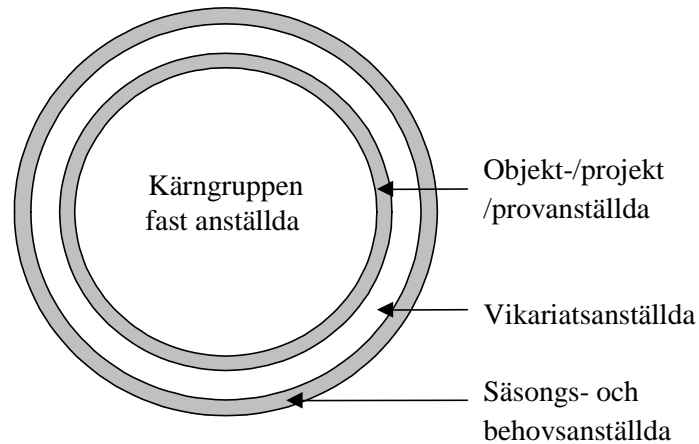 Kärngruppen
fast anställda
Objekt-/projekt
/provanställda
Vikariatsanställda
Säsongs- och
behovsanställda